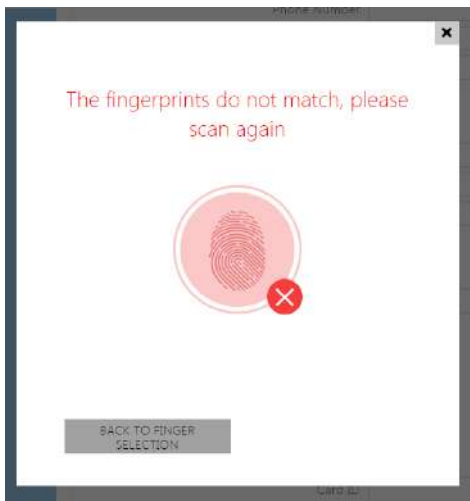 Phone Number
The fingerprints do not match, please
scan again
BACK TO FINGER
SELECTION
Card ID